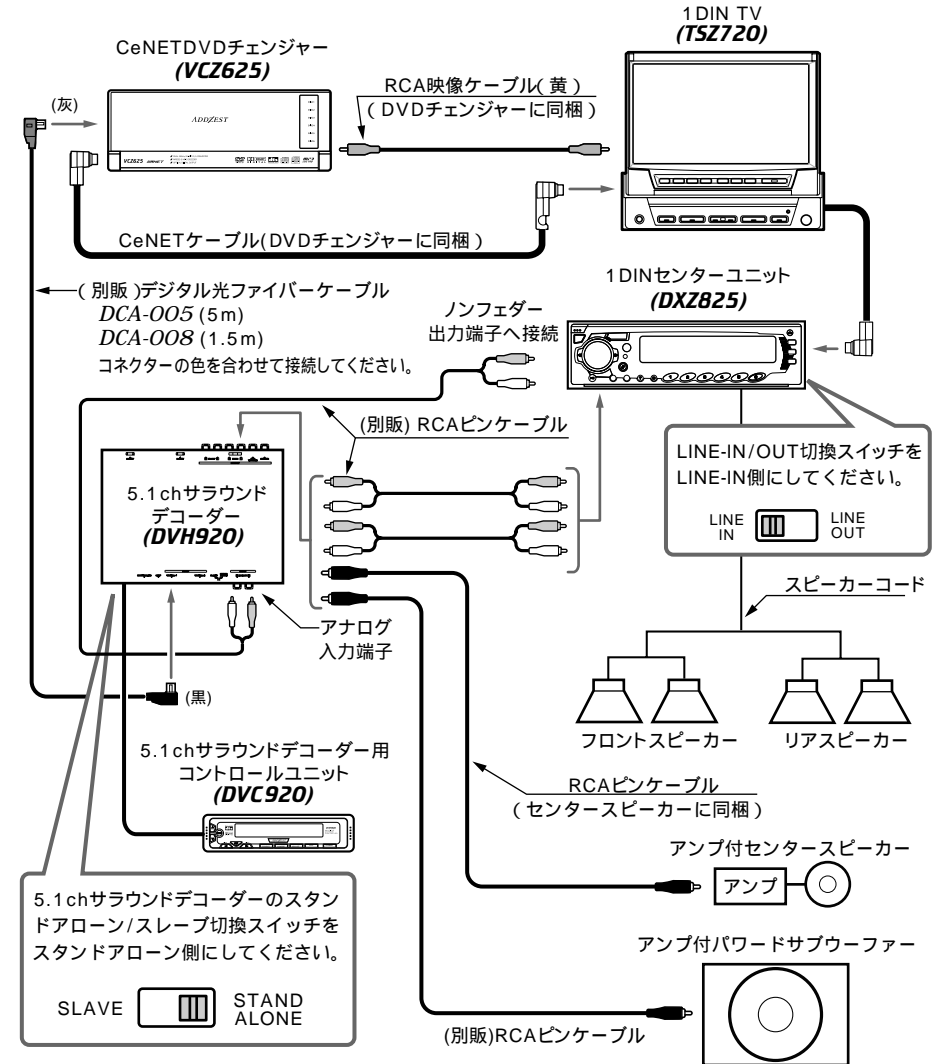 1DIN TV
(TSZ720)
CeNETDVDチェンジャー
(VCZ625)
RCA映像ケーブル(黄)
(DVDチェンジャーに同梱)
(灰)
ADDZEST
VCZ625
CeNETケーブル(DVDチェンジャーに同梱)
(別販)デジタル光ファイバーケーブル
DCA-005(5m)
DCA-008(1.5m)
コネクターの色を合わせて接続してください。
ノンフェダー
出力端子へ接続
1DINセンターユニット
(DXZ825)
(別販) RCAピンケーブル
LINE-IN/OUT切換スイッチを
LINE-IN側にしてください。
LINE IN
LINE OUT
5.1chサラウンド
デコーダー
(DVH920)
スピーカーコード
アナログ
入力端子
(黒)
フロントスピーカー
リアスピーカー
5.1chサラウンドデコーダー用
コントロールユニット
(DVC920)
RCAピンケーブル
(センタースピーカーに同梱)
アンプ付センタースピーカー
アンプ
5.1chサラウンドデコーダーのスタン
ドアローン/スレーブ切換スイッチを
スタンドアローン側にしてください。
SLAVE
STAND ALONE
アンプ付パワードサブウーファー
(別販)RCAピンケーブル